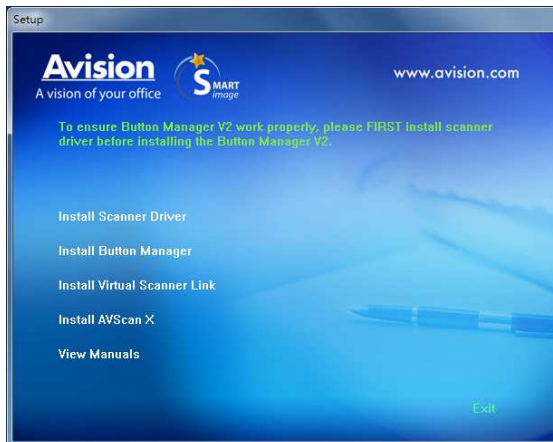 Setup
Avision
A vision of your office
SMART
image
www.avision.com
To ensure Button Manager V2 work properly, please FIRST install scanner
driver before installing the Button Manager V2.
Install Scanner Driver
Install Button Manager
Install Virtual Scanner Link
Install AVScan X
View Manuals
Exit